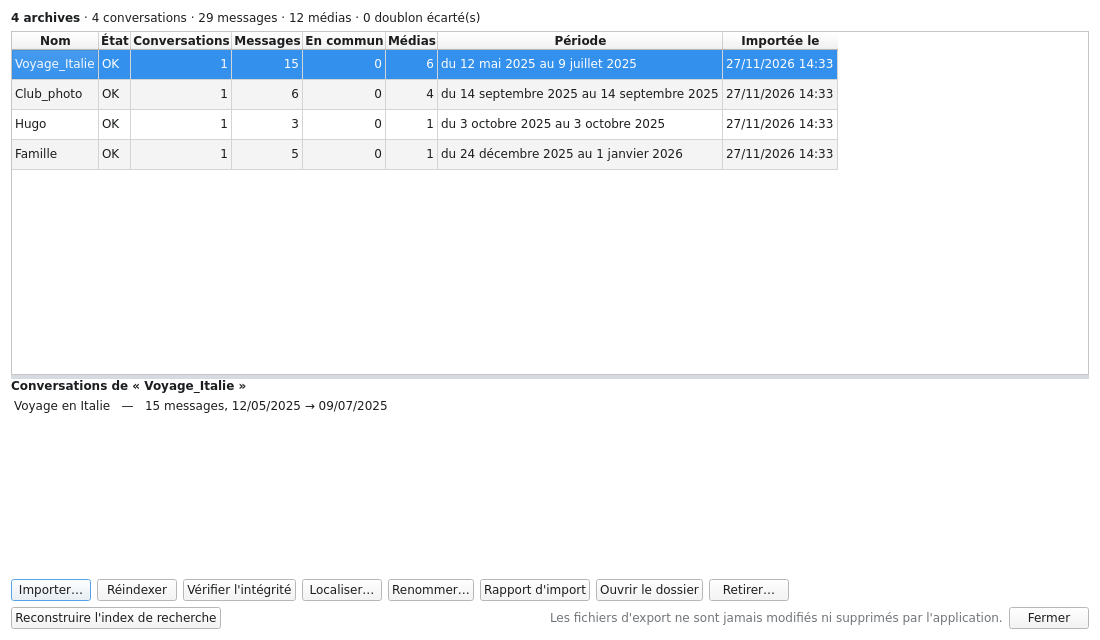 4 archives · 4 conversations · 29 messages · 12 médias · 0 doublon écarté(s)
Nom État Conversations Messages En commun Médias Période Importée le
Voyage_Italie OK 1 15 0 6 du 12 mai 2025 au 9 juillet 2025 27/11/2026 14:33
Club_photo OK 1 6 0 4 du 14 septembre 2025 au 14 septembre 2025 27/11/2026 14:33
Hugo OK 1 3 0 1 du 3 octobre 2025 au 3 octobre 2025 27/11/2026 14:33
Famille OK 1 5 0 1 du 24 décembre 2025 au 1 janvier 2026 27/11/2026 14:33
Conversations de « Voyage_Italie »
Voyage en Italie — 15 messages, 12/05/2025 → 09/07/2025
Importer… Réindexer Vérifier l'intégrité Localiser… Renommer… Rapport d'import Ouvrir le dossier Retirer…
Reconstruire l'index de recherche Les fichiers d'export ne sont jamais modifiés ni supprimés par l'application. Fermer